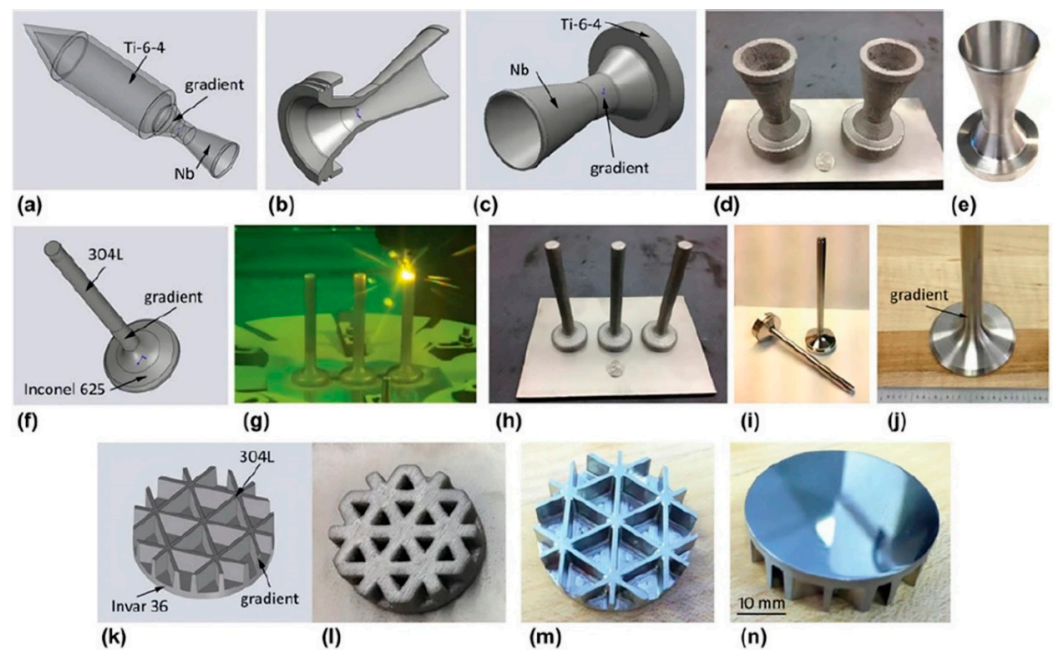 Ti-6-4
gradient
Nb
(a)
(b)
Ti-6-4
Nb
gradient
(c)
(d)
(e)
304L
gradient
Inconel 625
(f)
(g)
(h)
(i)
gradient
(j)
304L
Invar 36
gradient
(k)
(l)
(m)
10 mm
(n)